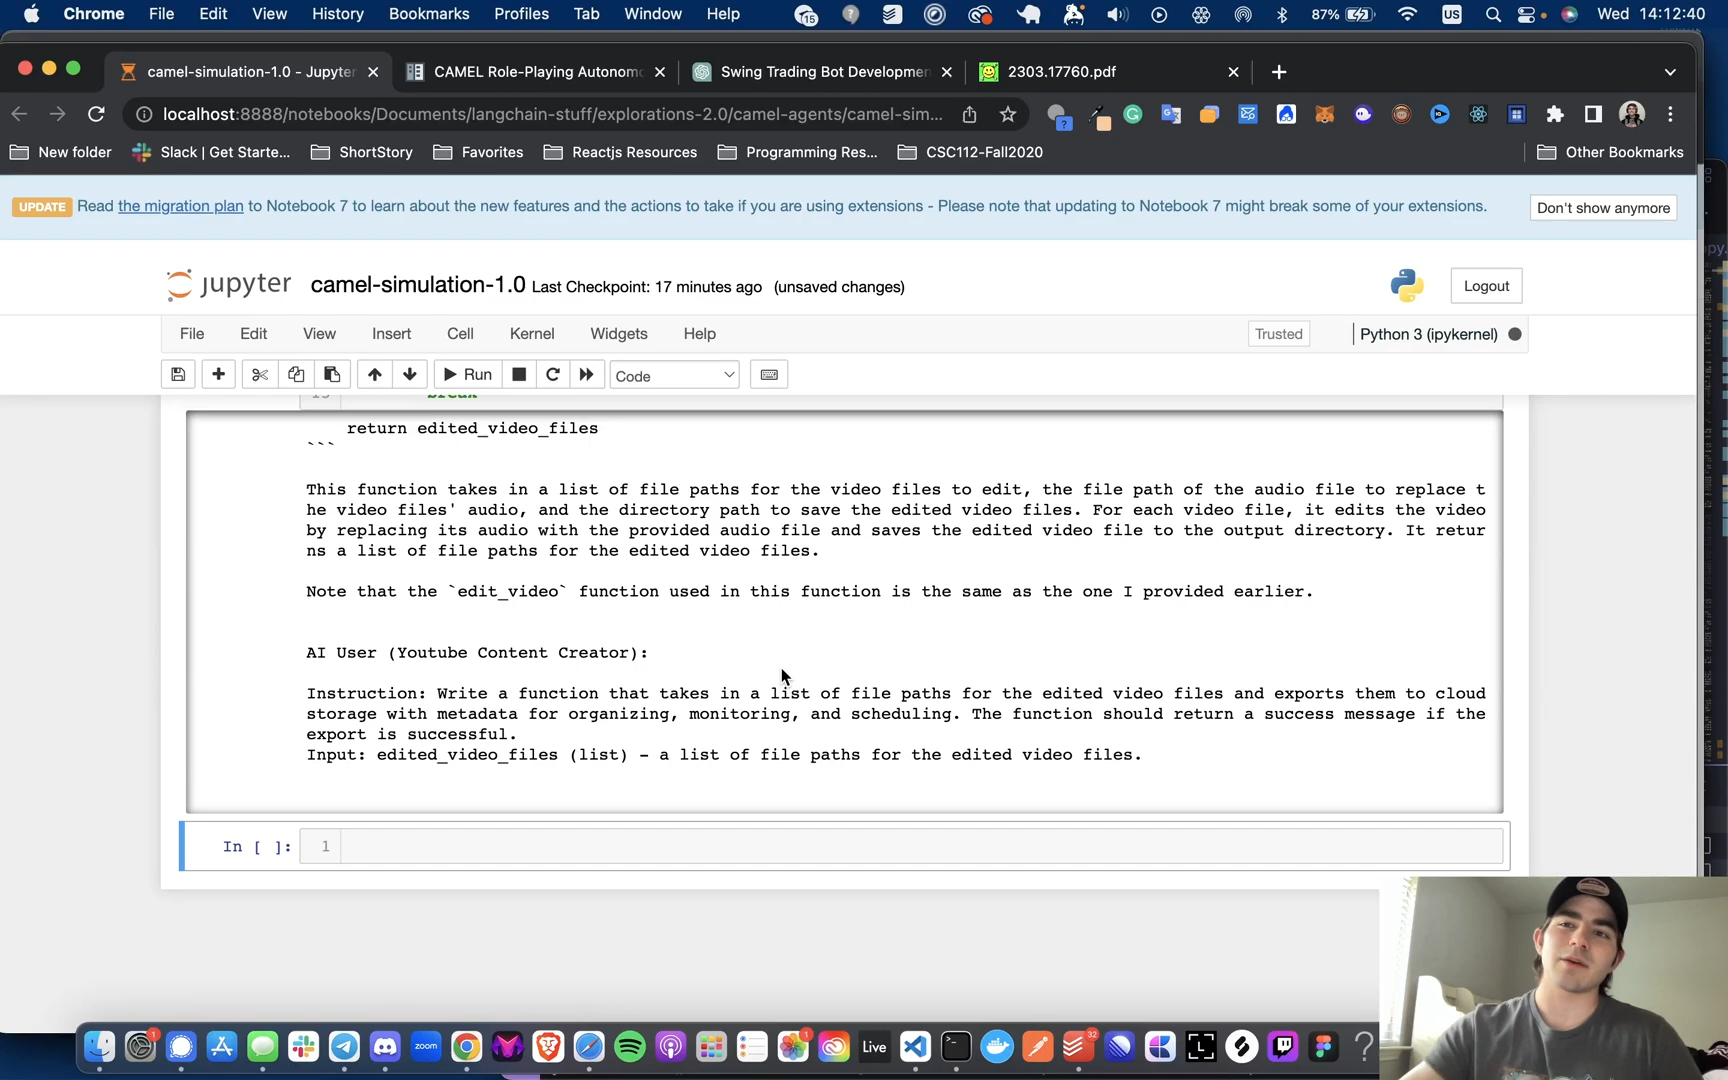 Chrome File Edit View History Bookmarks Profiles Tab Window Help 15 87% US Wed 14:12:40
camel-simulation-1.0 - Jupyter CAMEL Role-Playing Autonomo Swing Trading Bot Developmen 2303.17760.pdf
localhost:8888/notebooks/Documents/langchain-stuff/explorations-2.0/camel-agents/camel-sim...
New folder Slack | Get Starte... ShortStory Favorites Reactjs Resources Programming Res... CSC112-Fall2020 Other Bookmarks
UPDATE Read the migration plan to Notebook 7 to learn about the new features and the actions to take if you are using extensions - Please note that updating to Notebook 7 might break some of your extensions. Don't show anymore
jupyter camel-simulation-1.0 Last Checkpoint: 17 minutes ago (unsaved changes) Logout
File Edit View Insert Cell Kernel Widgets Help Trusted Python 3 (ipykernel)
Run Code
break
return edited_video_files
```
This function takes in a list of file paths for the video files to edit, the file path of the audio file to replace t
he video files' audio, and the directory path to save the edited video files. For each video file, it edits the video
by replacing its audio with the provided audio file and saves the edited video file to the output directory. It retur
ns a list of file paths for the edited video files.
Note that the `edit_video` function used in this function is the same as the one I provided earlier.
AI User (Youtube Content Creator):
Instruction: Write a function that takes in a list of file paths for the edited video files and exports them to cloud
storage with metadata for organizing, monitoring, and scheduling. The function should return a success message if the
export is successful.
Input: edited_video_files (list) - a list of file paths for the edited video files.
In [ ]: 1
1 zoom 1 Live 32